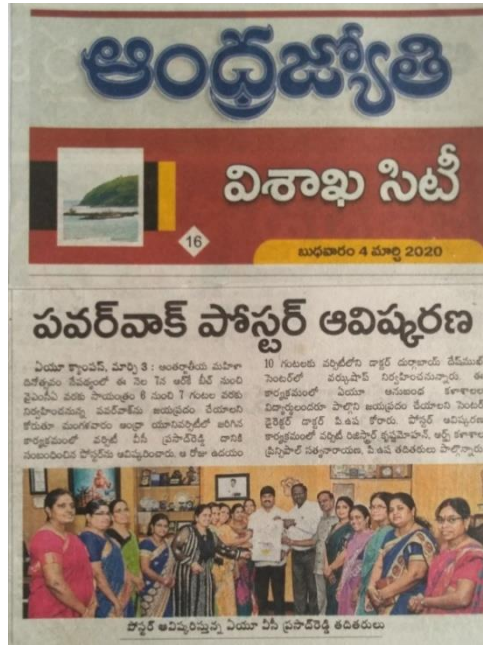 ఆంధ్రజ్యోతి
విశాఖ సిటీ
16
బుధవారం 4 మార్చి 2020
పవర్‌వాక్ పోస్టర్ ఆవిష్కరణ
ఏయూ క్యాంపస్, మార్చి 3 : అంతర్జాతీయ మహిళా
దినోత్సవం నేపథ్యంలో ఈ నెల 7న ఆర్‌కే బీచ్ నుంచి
వైఎంసీఏ వరకు సాయంత్రం 6 నుంచి 7 గంటల వరకు
నిర్వహించనున్న పవర్‌వాక్‌ను జయప్రదం చేయాలని
కోరుతూ మంగళవారం ఆంధ్రా యూనివర్సిటీలో జరిగిన
కార్యక్రమంలో వర్సిటీ వీసీ ప్రసాద్‌రెడ్డి దానికి
సంబంధించిన పోస్టర్‌ను ఆవిష్కరించారు. ఆ రోజు ఉదయం
10 గంటలకు వర్సిటీలోని డాక్టర్ దుర్గాబాయ్ దేశ్‌ముఖ్
సెంటర్‌లో వర్క్‌షాప్ నిర్వహించనున్నారు. ఈ
కార్యక్రమంలో ఏయూ అనుబంధ కళాశాలల
విద్యార్థులందరూ పాల్గొని జయప్రదం చేయాలని సెంటర్
డైరెక్టర్ డాక్టర్ పి.ఉష కోరారు. పోస్టర్ ఆవిష్కరణ
కార్యక్రమంలో వర్సిటీ రిజిస్ట్రార్ కృష్ణమోహన్, ఆర్ట్స్ కళాశాల
ప్రిన్సిపాల్ సత్యనారాయణ, పి.ఉష తదితరులు పాల్గొన్నారు
పోస్టర్ ఆవిష్కరిస్తున్న ఏయూ వీసీ ప్రసాద్‌రెడ్డి తదితరులు